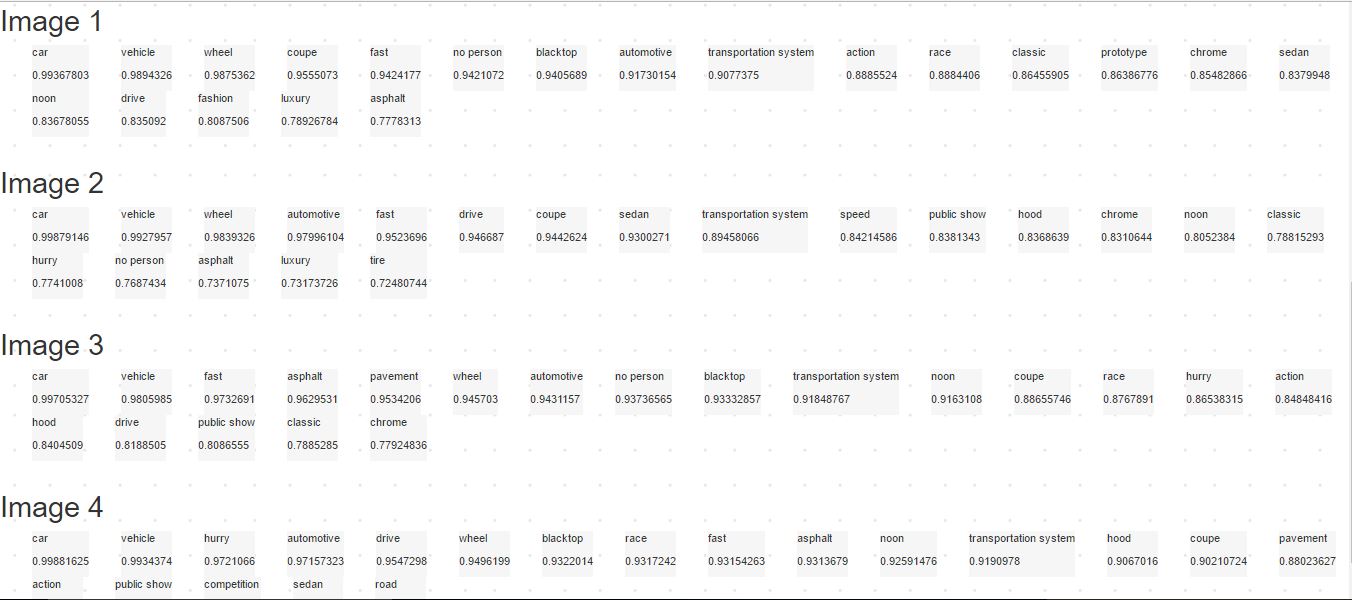 Image 1
car vehicle wheel coupe fast no person blacktop automotive transportation system action race classic prototype chrome sedan
0.99367803 0.9894326 0.9875362 0.9555073 0.9424177 0.9421072 0.9405689 0.91730154 0.9077375 0.8885524 0.8884406 0.86455905 0.86386776 0.85482866 0.8379948
noon drive fashion luxury asphalt
0.83678055 0.835092 0.8087506 0.78926784 0.7778313
Image 2
car vehicle wheel automotive fast drive coupe sedan transportation system speed public show hood chrome noon classic
0.99879146 0.9927957 0.9839326 0.97996104 0.9523696 0.946687 0.9442624 0.9300271 0.89458066 0.84214586 0.8381343 0.8368639 0.8310644 0.8052384 0.78815293
hurry no person asphalt luxury tire
0.7741008 0.7687434 0.7371075 0.73173726 0.72480744
Image 3
car vehicle fast asphalt pavement wheel automotive no person blacktop transportation system noon coupe race hurry action
0.99705327 0.9805985 0.9732691 0.9629531 0.9534206 0.945703 0.9431157 0.93736565 0.93332857 0.91848767 0.9163108 0.88655746 0.8767891 0.86538315 0.84848416
hood drive public show classic chrome
0.8404509 0.8188505 0.8086555 0.7885285 0.77924836
Image 4
car vehicle hurry automotive drive wheel blacktop race fast asphalt noon transportation system hood coupe pavement
0.99881625 0.9934374 0.9721066 0.97157323 0.9547298 0.9496199 0.9322014 0.9317242 0.93154263 0.9313679 0.92591476 0.9190978 0.9067016 0.90210724 0.88023627
action public show competition sedan road